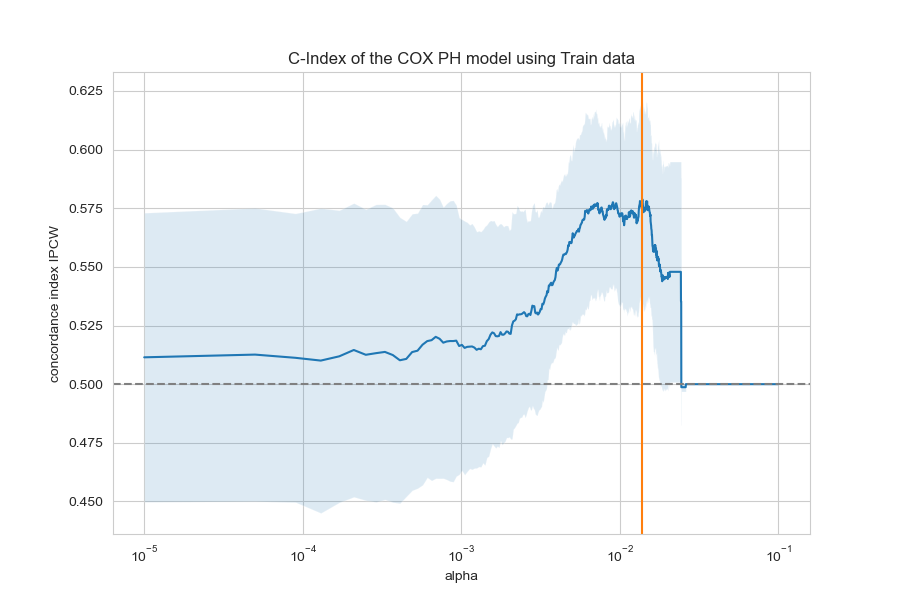 C-Index of the COX PH model using Train data
concordance index IPCW
0.625
0.600
0.575
0.550
0.525
0.500
0.475
0.450
10⁻⁵ 10⁻⁴ 10⁻³ 10⁻² 10⁻¹
alpha